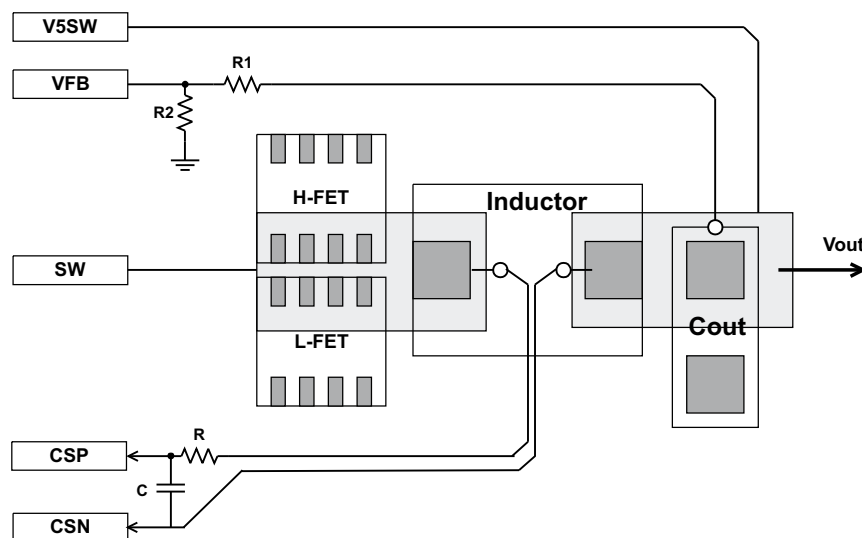 V5SW
VFB
R1
R2
H-FET
Inductor
SW
Vout
L-FET
Cout
CSP
R
C
CSN